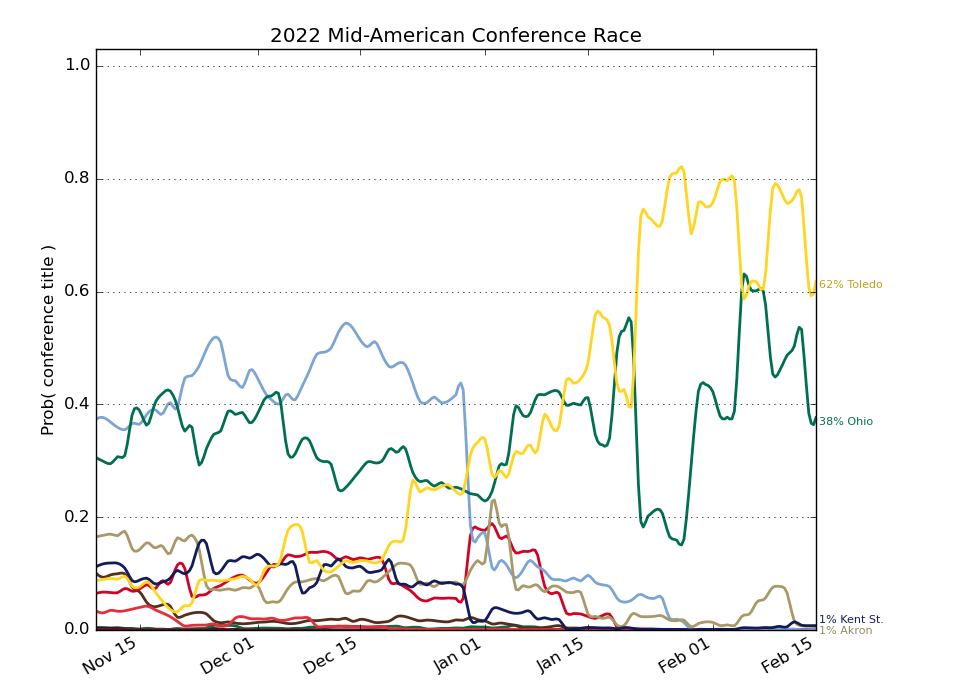 2022 Mid-American Conference Race
Prob( conference title )
1.0
0.8
0.6
0.4
0.2
0.0
62% Toledo
38% Ohio
1% Kent St.
1% Akron
Nov 15
Dec 01
Dec 15
Jan 01
Jan 15
Feb 01
Feb 15